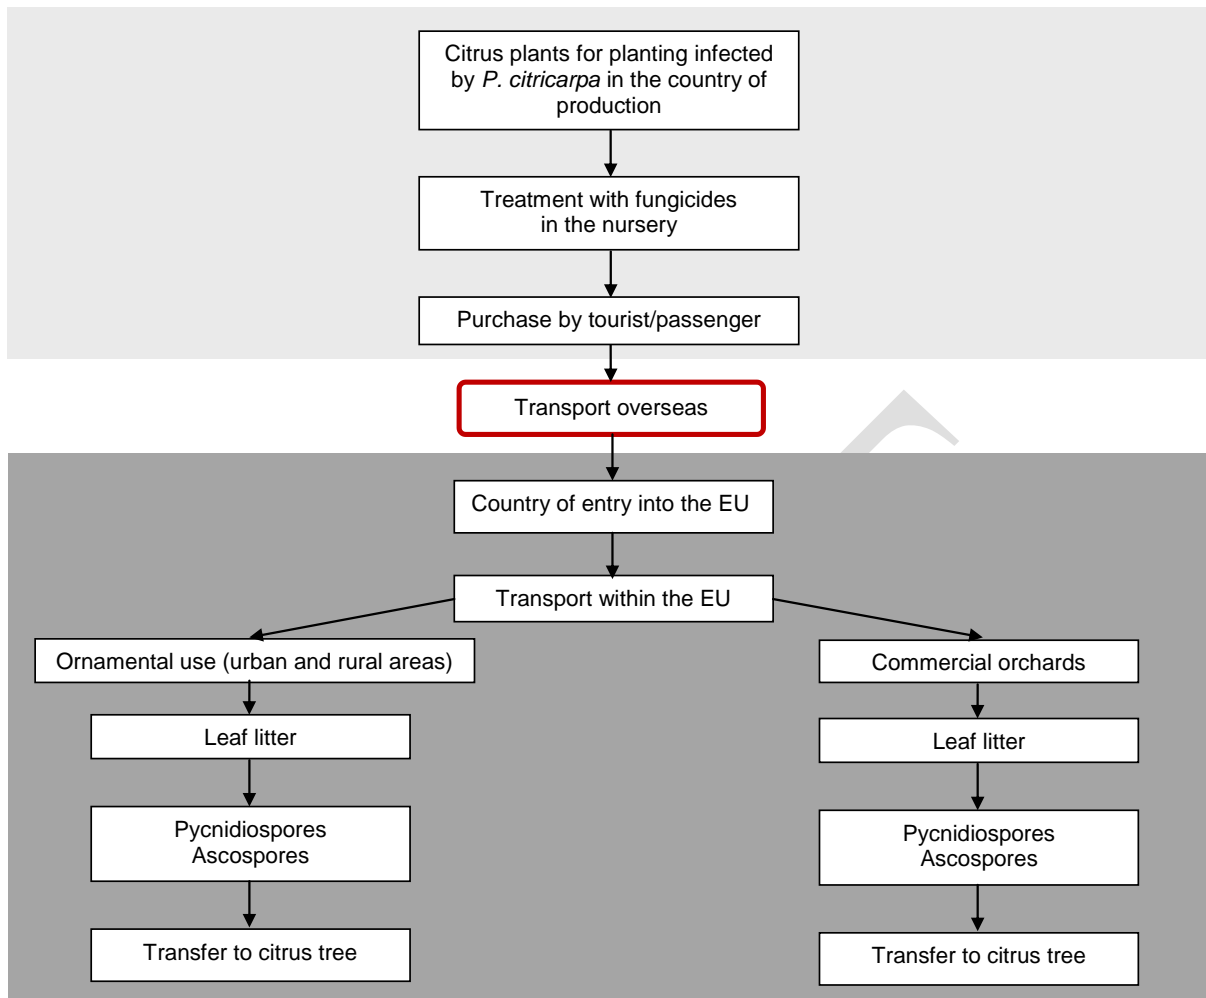 Citrus plants for planting infected
by P. citricarpa in the country of
production
Treatment with fungicides
in the nursery
Purchase by tourist/passenger
Transport overseas
Country of entry into the EU
Transport within the EU
Ornamental use (urban and rural areas)
Leaf litter
Pycnidiospores
Ascospores
Transfer to citrus tree
Commercial orchards
Leaf litter
Pycnidiospores
Ascospores
Transfer to citrus tree